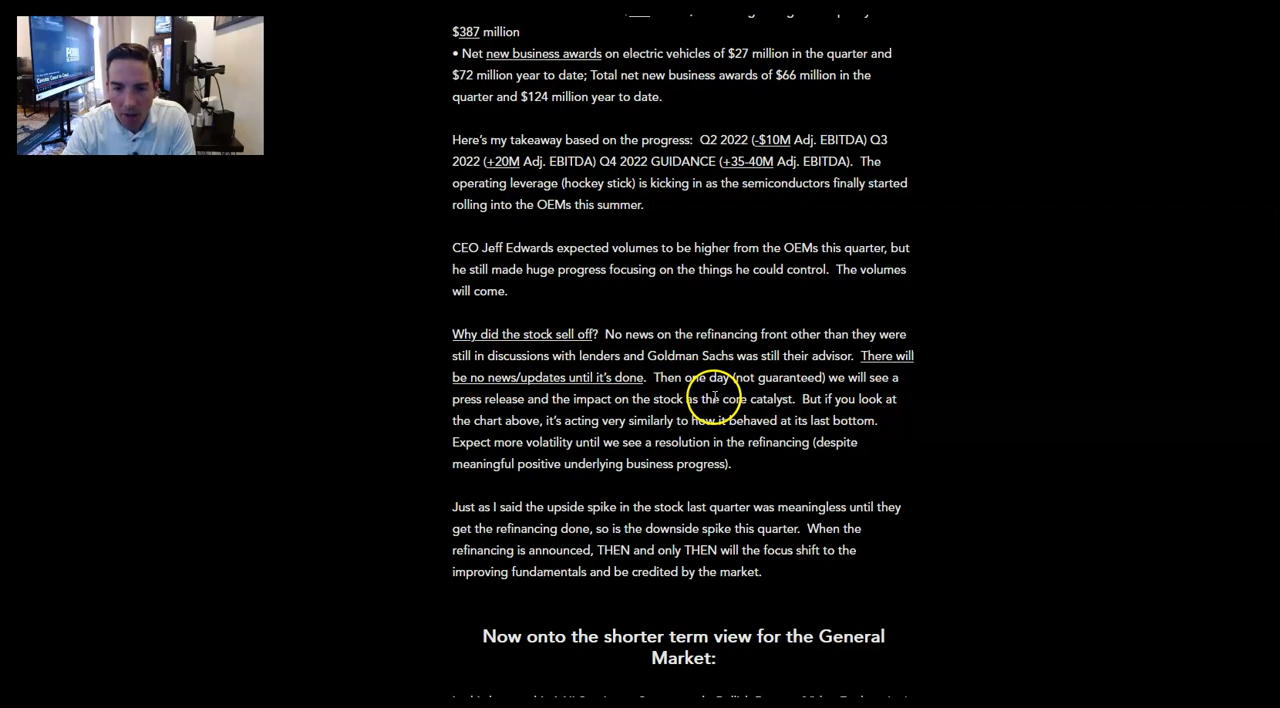 $387 million
• Net new business awards on electric vehicles of $27 million in the quarter and
$72 million year to date; Total net new business awards of $66 million in the
quarter and $124 million year to date.
Here’s my takeaway based on the progress:  Q2 2022 (-$10M Adj. EBITDA) Q3
2022 (+20M Adj. EBITDA) Q4 2022 GUIDANCE (+35-40M Adj. EBITDA).  The
operating leverage (hockey stick) is kicking in as the semiconductors finally started
rolling into the OEMs this summer.
CEO Jeff Edwards expected volumes to be higher from the OEMs this quarter, but
he still made huge progress focusing on the things he could control.  The volumes
will come.
Why did the stock sell off?  No news on the refinancing front other than they were
still in discussions with lenders and Goldman Sachs was still their advisor.  There will
be no news/updates until it’s done.  Then one day (not guaranteed) we will see a
press release and the impact on the stock as the core catalyst.  But if you look at
the chart above, it’s acting very similarly to how it behaved at its last bottom.
Expect more volatility until we see a resolution in the refinancing (despite
meaningful positive underlying business progress).
Just as I said the upside spike in the stock last quarter was meaningless until they
get the refinancing done, so is the downside spike this quarter.  When the
refinancing is announced, THEN and only THEN will the focus shift to the
improving fundamentals and be credited by the market.
Now onto the shorter term view for the General
Market: